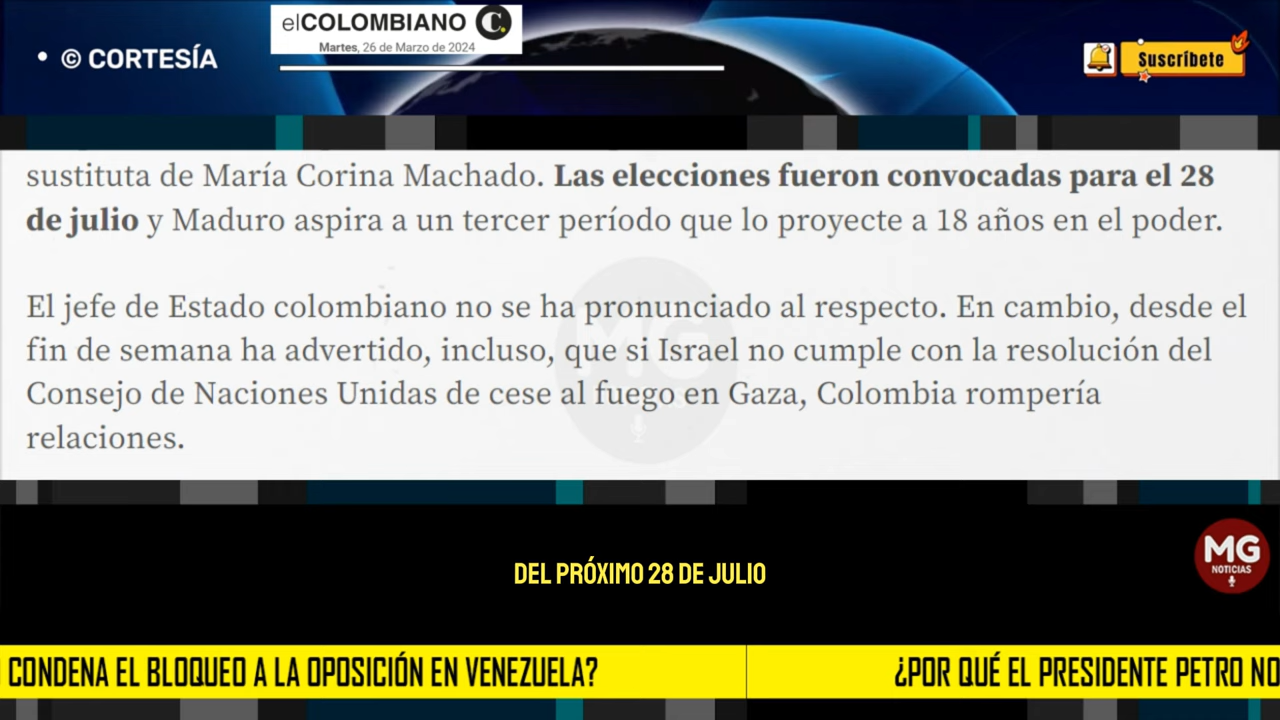 elCOLOMBIANO C.
Martes, 26 de Marzo de 2024
• © CORTESÍA
Suscríbete
sustituta de María Corina Machado. Las elecciones fueron convocadas para el 28
de julio y Maduro aspira a un tercer período que lo proyecte a 18 años en el poder.
El jefe de Estado colombiano no se ha pronunciado al respecto. En cambio, desde el
fin de semana ha advertido, incluso, que si Israel no cumple con la resolución del
Consejo de Naciones Unidas de cese al fuego en Gaza, Colombia rompería
relaciones.
MG
DEL PRÓXIMO 28 DE JULIO
MG
NOTICIAS
CONDENA EL BLOQUEO A LA OPOSICIÓN EN VENEZUELA?
¿POR QUÉ EL PRESIDENTE PETRO NO